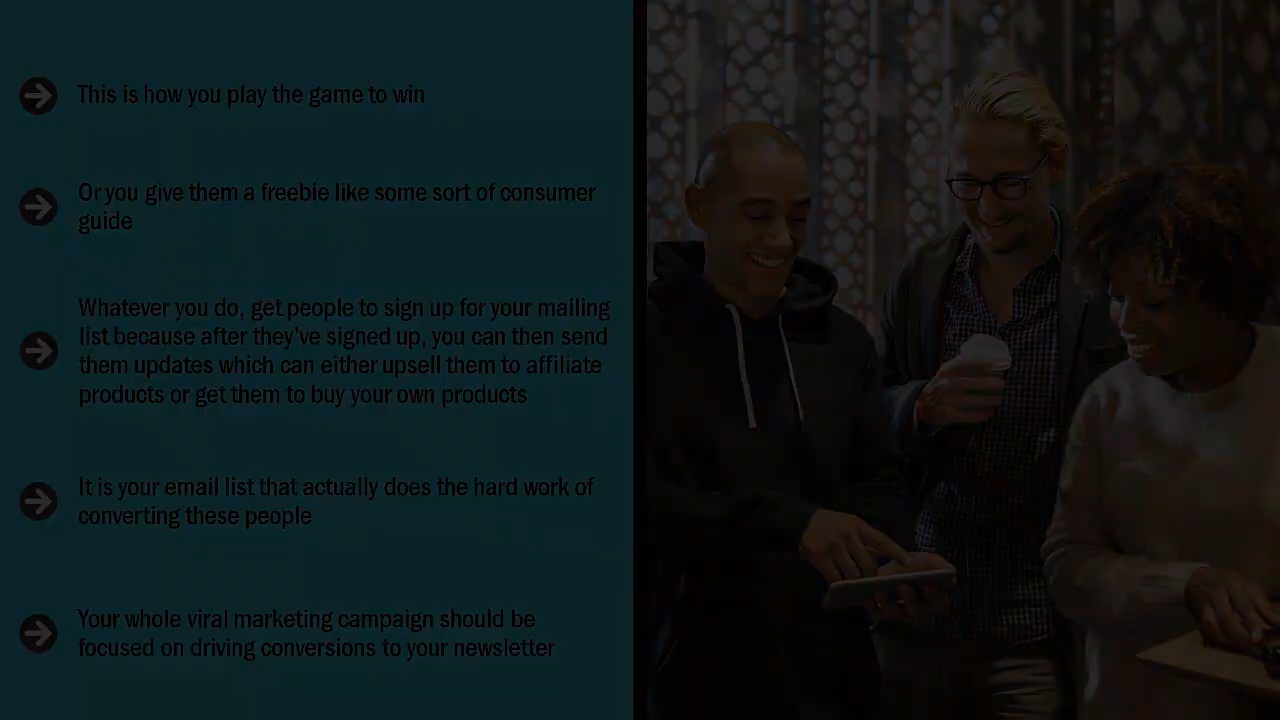 This is how you play the game to win
Or you give them a freebie like some sort of consumer
guide
Whatever you do, get people to sign up for your mailing
list because after they've signed up, you can then send
them updates which can either upsell them to affiliate
products or get them to buy your own products
It is your email list that actually does the hard work of
converting these people
Your whole viral marketing campaign should be
focused on driving conversions to your newsletter